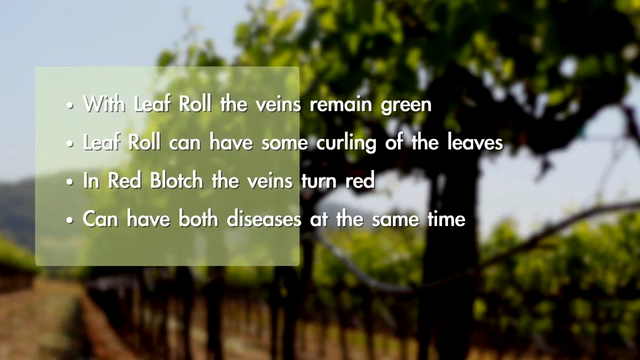 • With Leaf Roll the veins remain green
• Leaf Roll can have some curling of the leaves
• In Red Blotch the veins turn red
• Can have both diseases at the same time